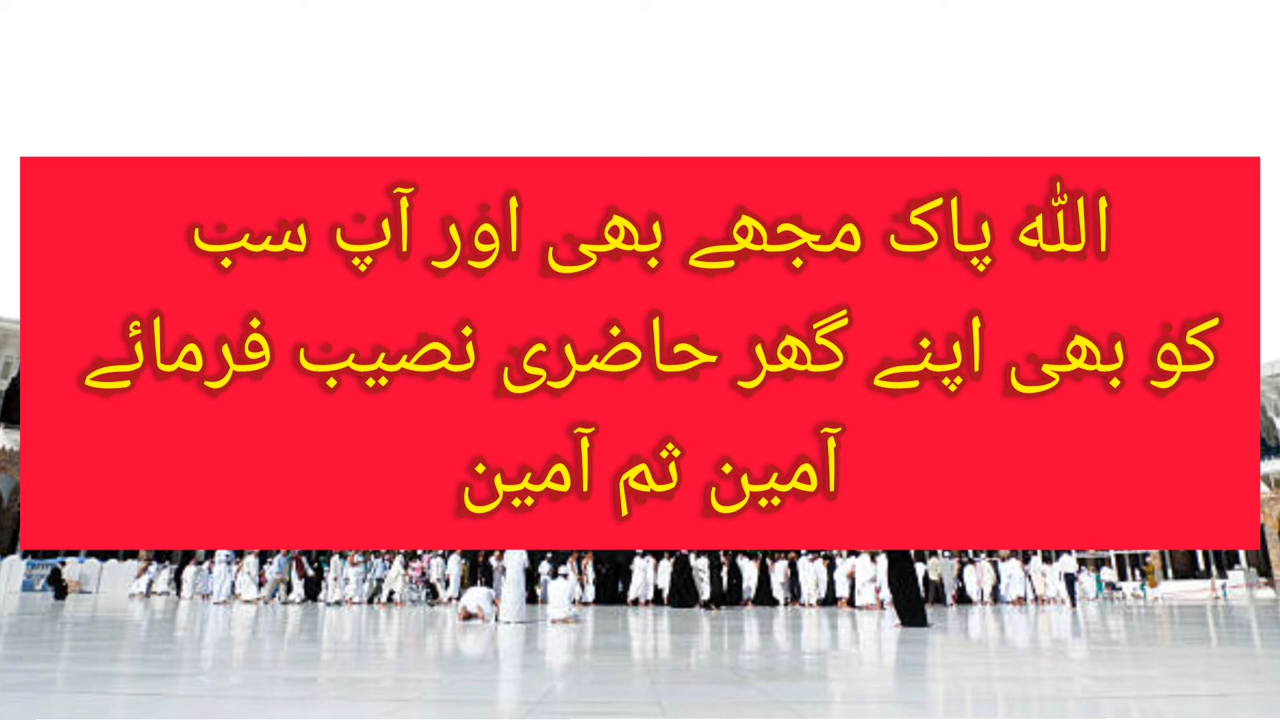 اللہ پاک مجھے بھی اور آپ سب
کو بھی اپنے گھر حاضری نصیب فرمائے
آمین ثم آمین